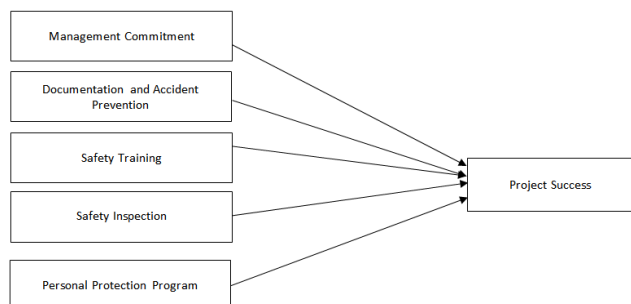 Management Commitment
Documentation and Accident
Prevention
Safety Training
Project Success
Safety Inspection
Personal Protection Program